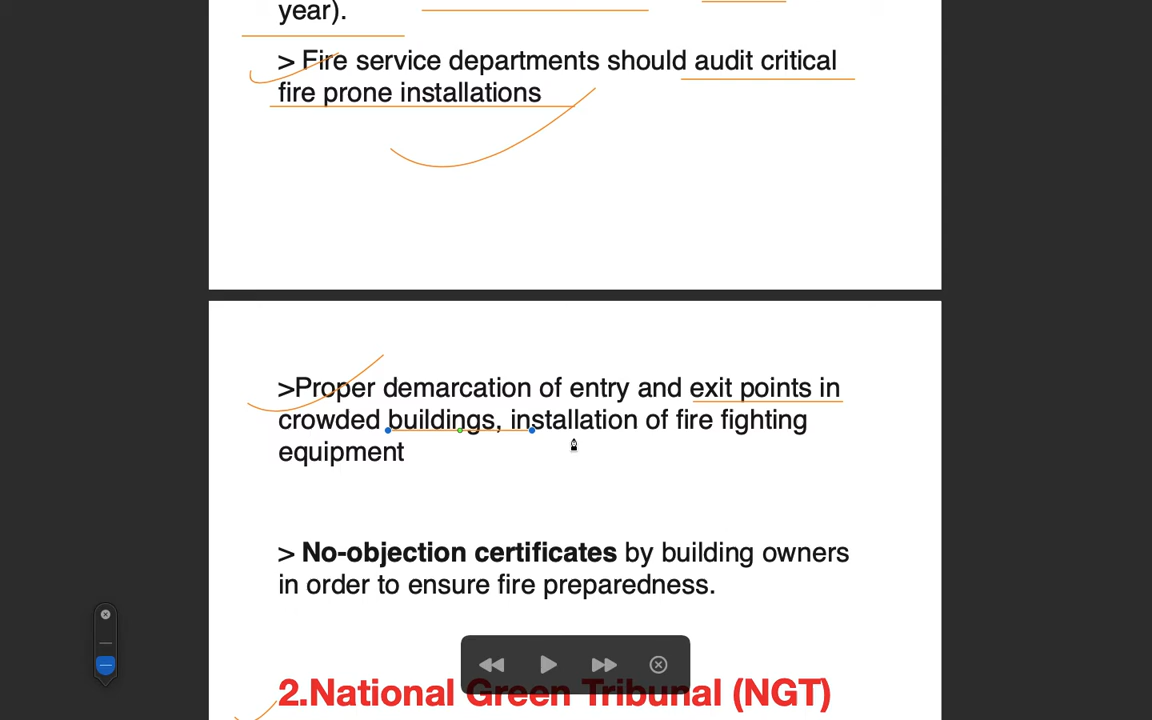 year).
> Fire service departments should audit critical
fire prone installations
>Proper demarcation of entry and exit points in
crowded buildings, installation of fire fighting
equipment
> No-objection certificates by building owners
in order to ensure fire preparedness.
2.National Green Tribunal (NGT)